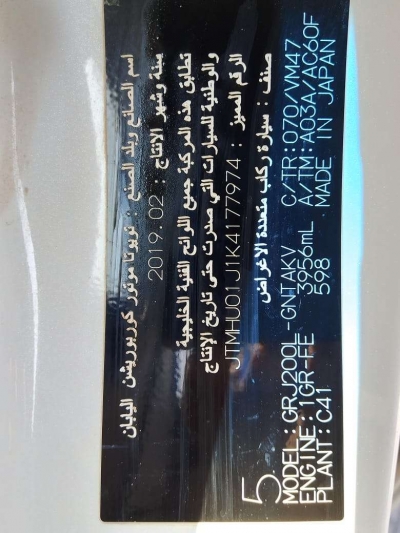 اسم الصانع وبلد الصنع : تويوتا موتور كوربوريشن اليابان
سنة وشهر الانتاج : 2019.02
تطابق هذه المركبة جميع اللوائح الفنية الخليجية
والوطنية للسيارات التي صدرت حتى تاريخ الإنتاج
الرقم المميز : JTMHU01J1K4177974
صنف : سيارة ركاب متعددة الاغراض
5
MODEL:GRJ200L-GNTAKV C/TR:070/VM47
ENGINE:1GR-FE 3956mL A/TM:A03A/AC60F
PLANT:C41 598 MADE IN JAPAN